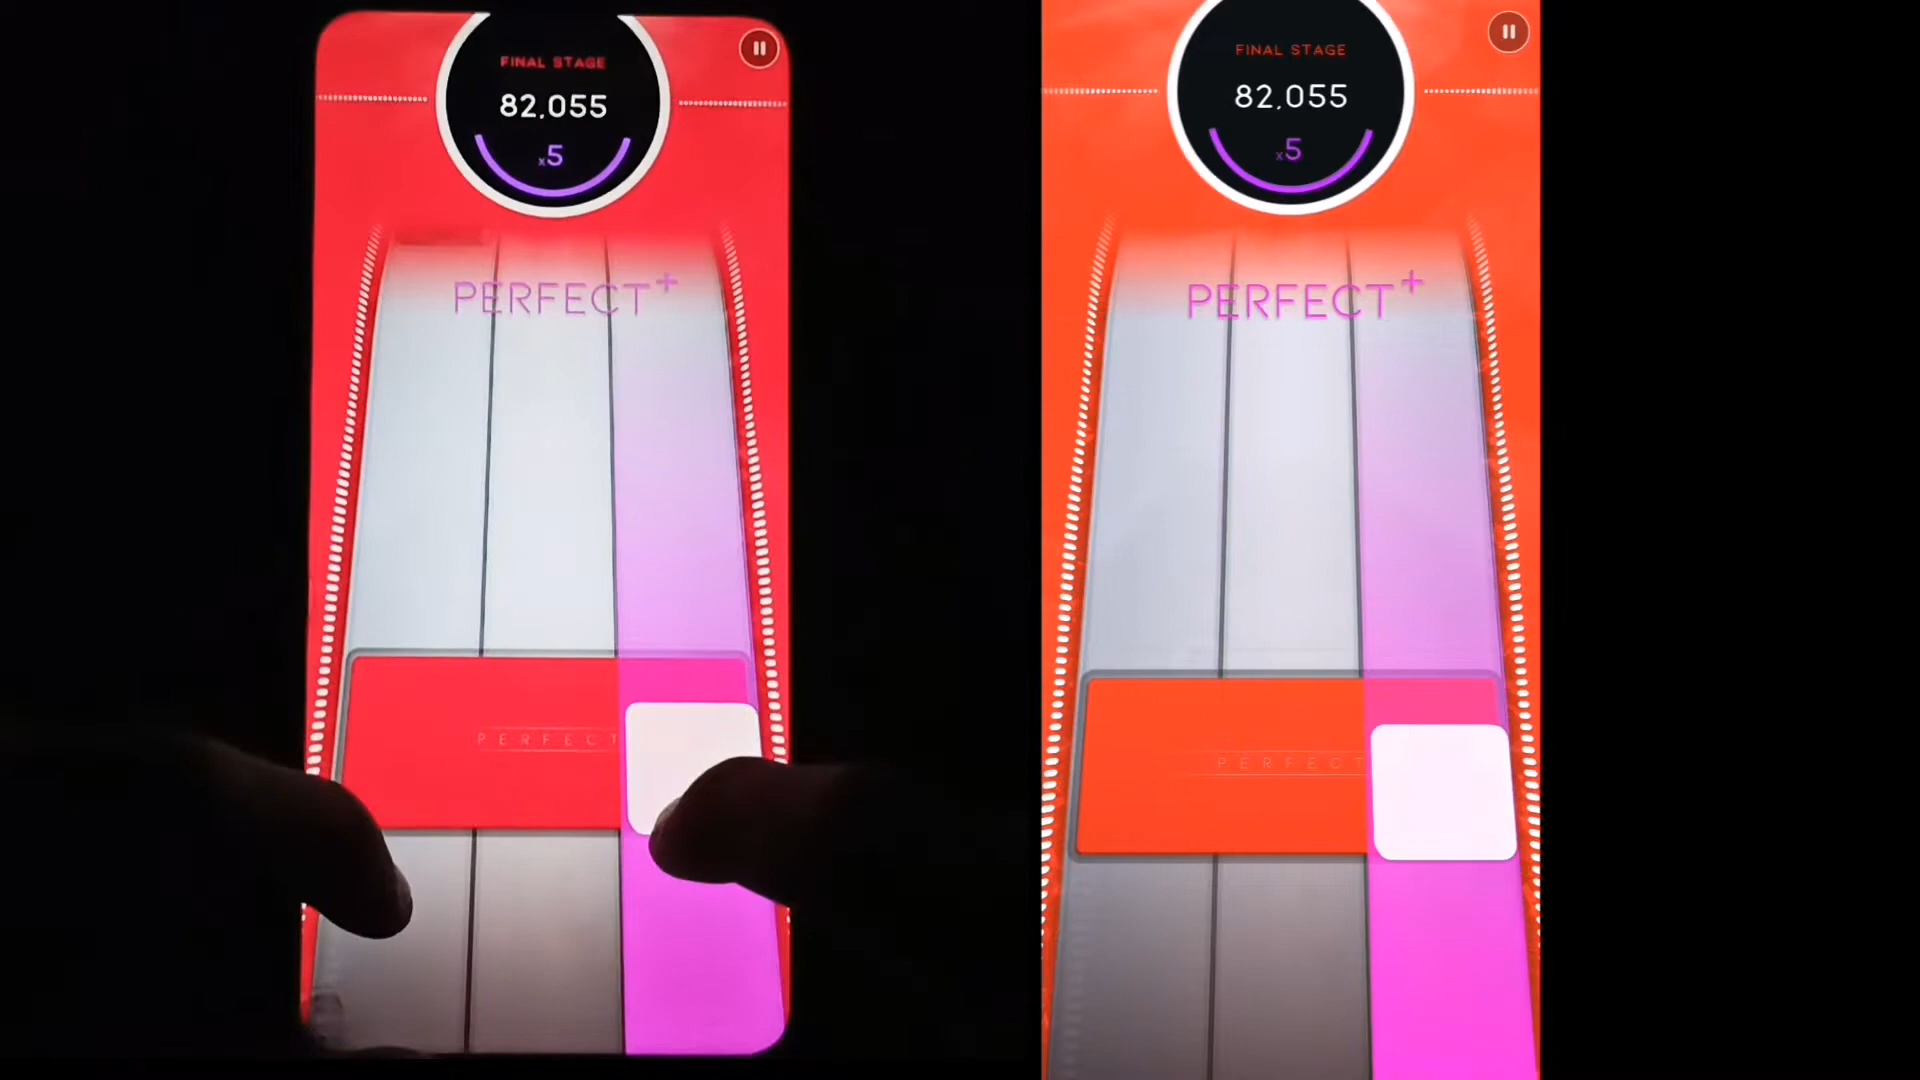 FINAL STAGE
82,055
x5
PERFECT+
PERFECT
FINAL STAGE
82,055
x5
PERFECT+
PERFECT